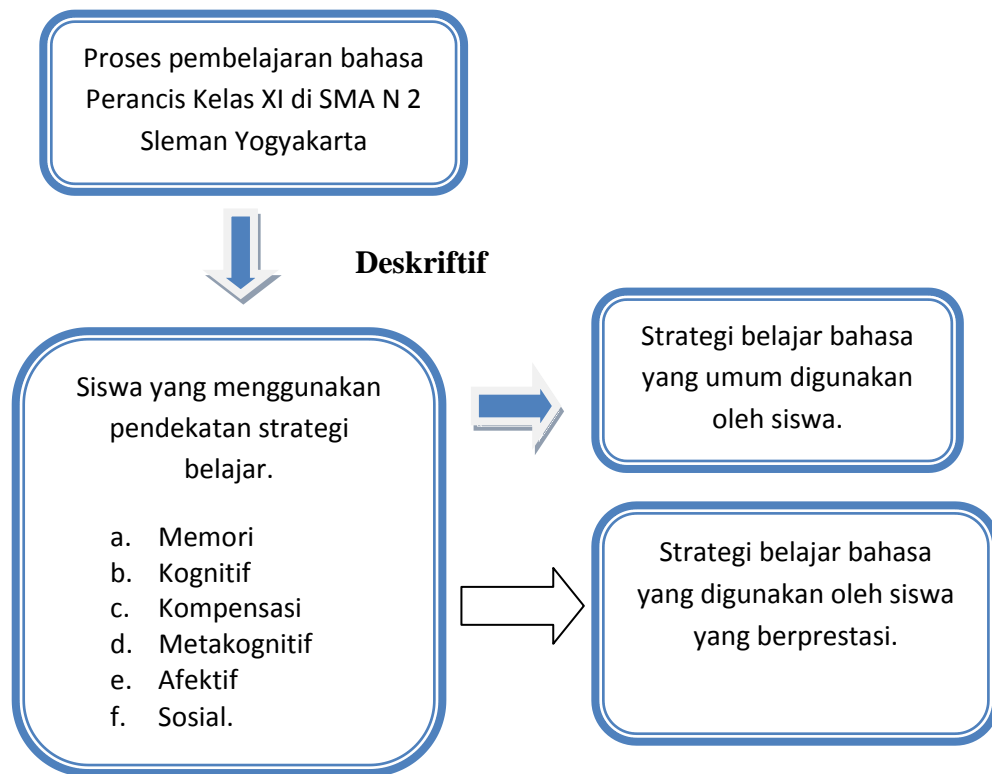 Proses pembelajaran bahasa
Perancis Kelas XI di SMA N 2
Sleman Yogyakarta
Deskriftif
Siswa yang menggunakan
pendekatan strategi
belajar.
a. Memori
b. Kognitif
c. Kompensasi
d. Metakognitif
e. Afektif
f. Sosial.
Strategi belajar bahasa
yang umum digunakan
oleh siswa.
Strategi belajar bahasa
yang digunakan oleh siswa
yang berprestasi.